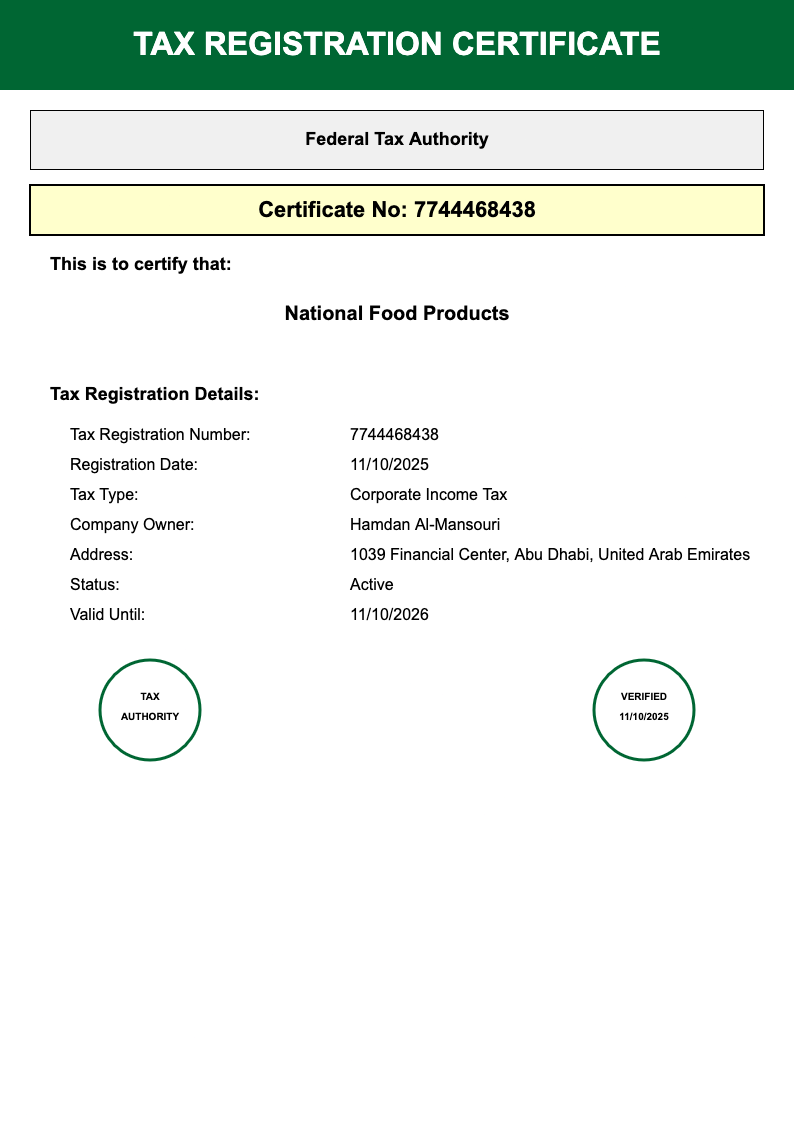 TAX REGISTRATION CERTIFICATE
Federal Tax Authority
Certificate No: 7744468438
This is to certify that:
National Food Products
Tax Registration Details:
Tax Registration Number: 7744468438
Registration Date: 11/10/2025
Tax Type: Corporate Income Tax
Company Owner: Hamdan Al-Mansouri
Address: 1039 Financial Center, Abu Dhabi, United Arab Emirates
Status: Active
Valid Until: 11/10/2026
TAX
AUTHORITY
VERIFIED
11/10/2025